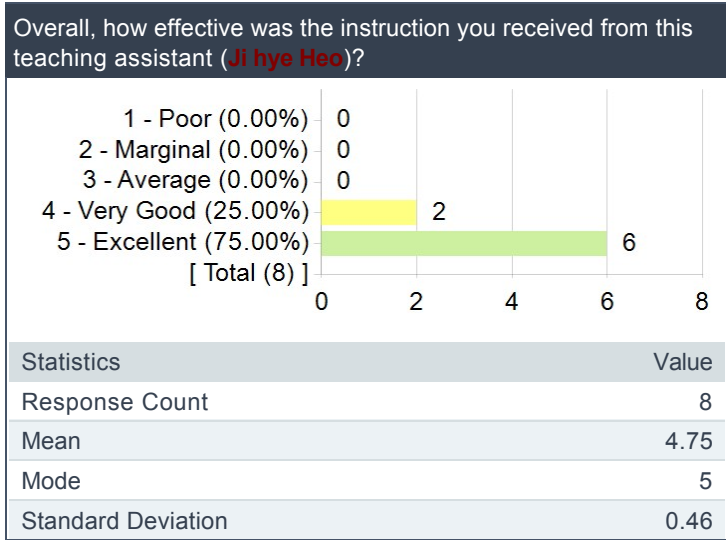 Overall, how effective was the instruction you received from this
teaching assistant (Ji hye Heo)?
1 - Poor (0.00%) 0
2 - Marginal (0.00%) 0
3 - Average (0.00%) 0
4 - Very Good (25.00%) 2
5 - Excellent (75.00%) 6
[ Total (8) ]
0 2 4 6 8
Statistics Value
Response Count 8
Mean 4.75
Mode 5
Standard Deviation 0.46